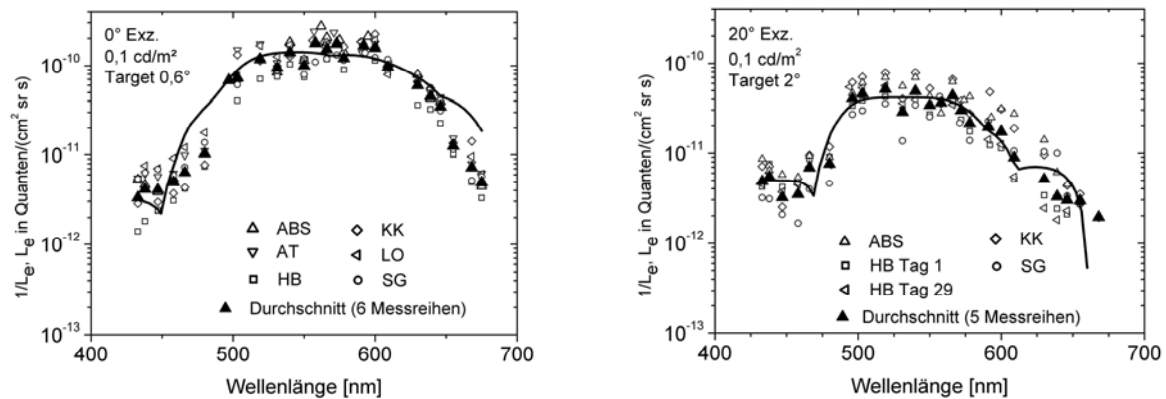 0° Exz.
0,1 cd/m²
Target 0,6°
1/Lₑ, Lₑ in Quanten/(cm² sr s)
10⁻¹⁰
10⁻¹¹
10⁻¹²
10⁻¹³
ABS
KK
AT
LO
HB
SG
Durchschnitt (6 Messreihen)
400
500
600
700
Wellenlänge [nm]
20° Exz.
0,1 cd/m²
Target 2°
1/Lₑ, Lₑ in Quanten/(cm² sr s)
10⁻¹⁰
10⁻¹¹
10⁻¹²
10⁻¹³
ABS
KK
HB Tag 1
SG
HB Tag 29
Durchschnitt (5 Messreihen)
400
500
600
700
Wellenlänge [nm]